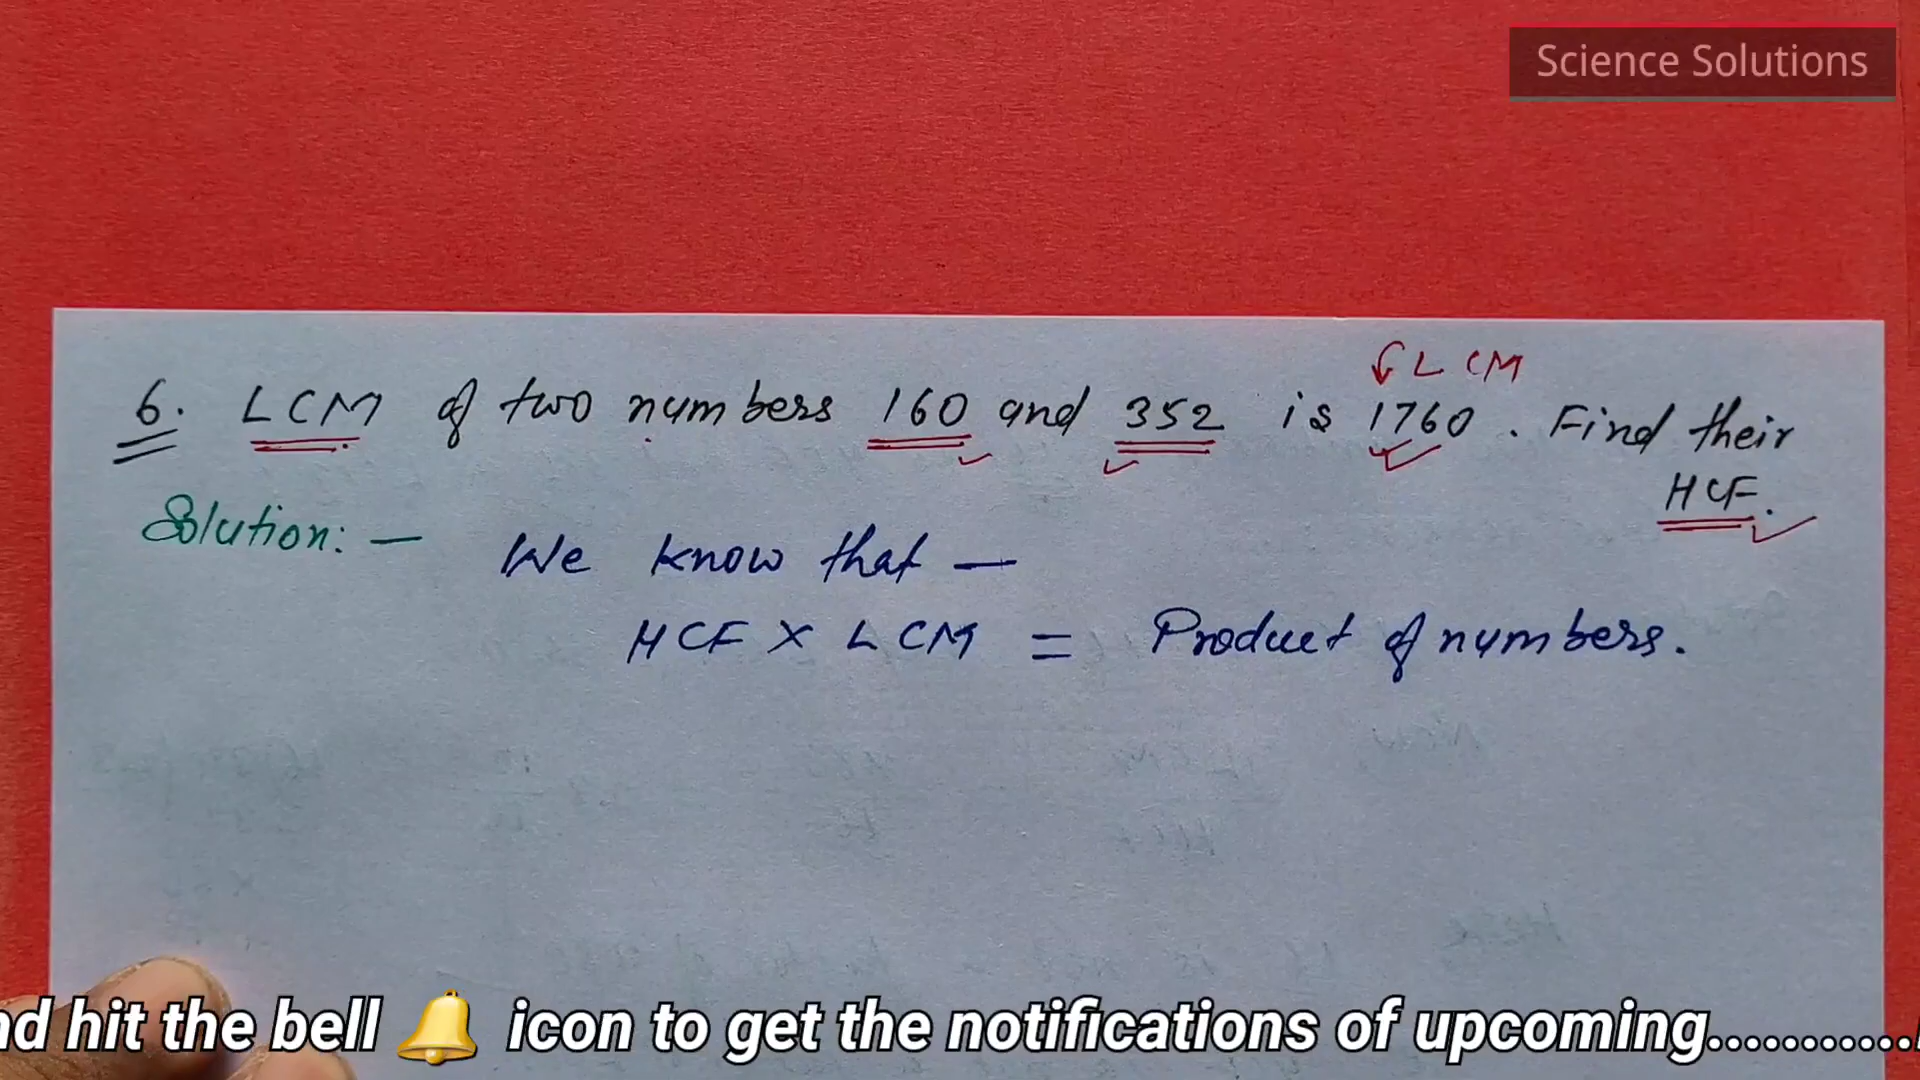 Science Solutions
↓ LCM
6. LCM of two numbers 160 and 352 is 1760. Find their
HCF.
Solution:— We know that —
HCF × LCM = Product of numbers.
nd hit the bell 🔔 icon to get the notifications of upcoming...........